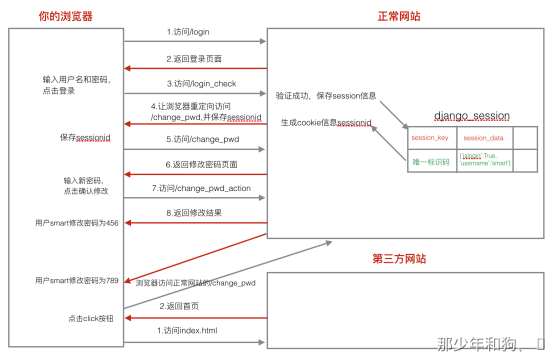 你的浏览器
正常网站
1.访问/login
2.返回登录页面
输入用户名和密码,
点击登录
3.访问/login_check
验证成功，保存session信息
4.让浏览器重定向访问
/change_pwd,并保存sessionid
生成cookie信息sessionid
django_session
session_key
session_data
唯一标识码
{'islogin':True,
'username':smart'}
保存sessionid
5.访问/change_pwd
6.返回修改密码页面
输入新密码,
点击确认修改
7.访问/change_pwd_action
8.返回修改结果
用户smart修改密码为456
第三方网站
用户smart修改密码为789
浏览器访问正常网站的/change_pwd
2.返回首页
点击click按钮
1.访问index.html
那少年和狗、